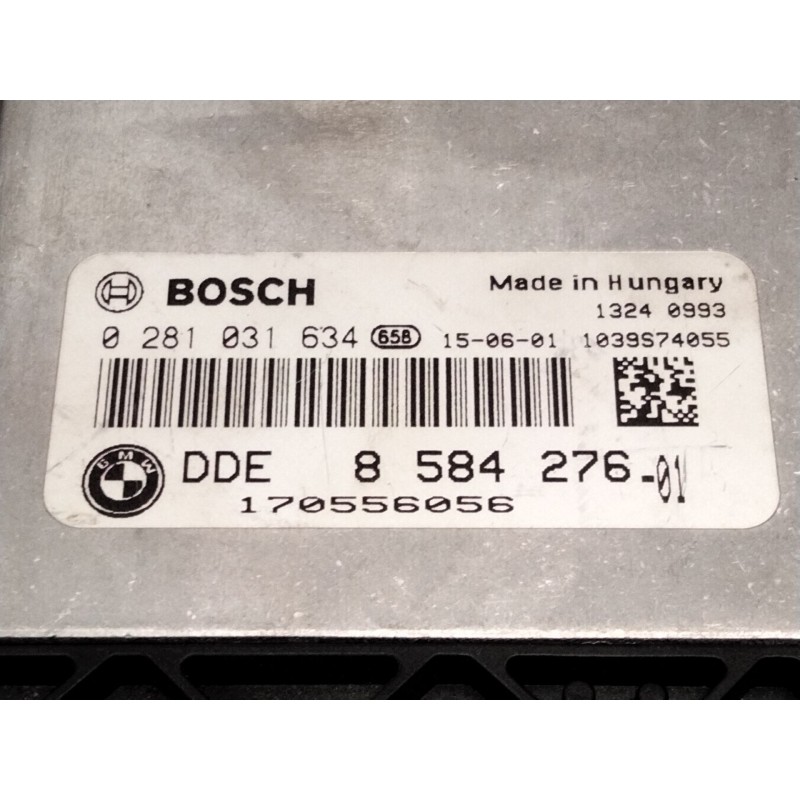 BOSCH Made in Hungary
1324 0993
0 281 031 634 658 15-06-01 1039S74055
BMW DDE 8 584 276-01
170556056